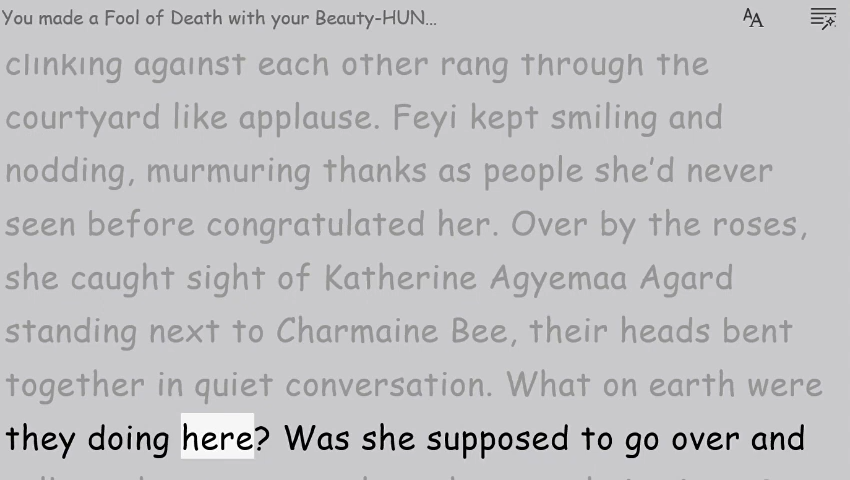 You made a Fool of Death with your Beauty-HUN...
clinking against each other rang through the
courtyard like applause. Feyi kept smiling and
nodding, murmuring thanks as people she’d never
seen before congratulated her. Over by the roses,
she caught sight of Katherine Agyemaa Agard
standing next to Charmaine Bee, their heads bent
together in quiet conversation. What on earth were
they doing here? Was she supposed to go over and